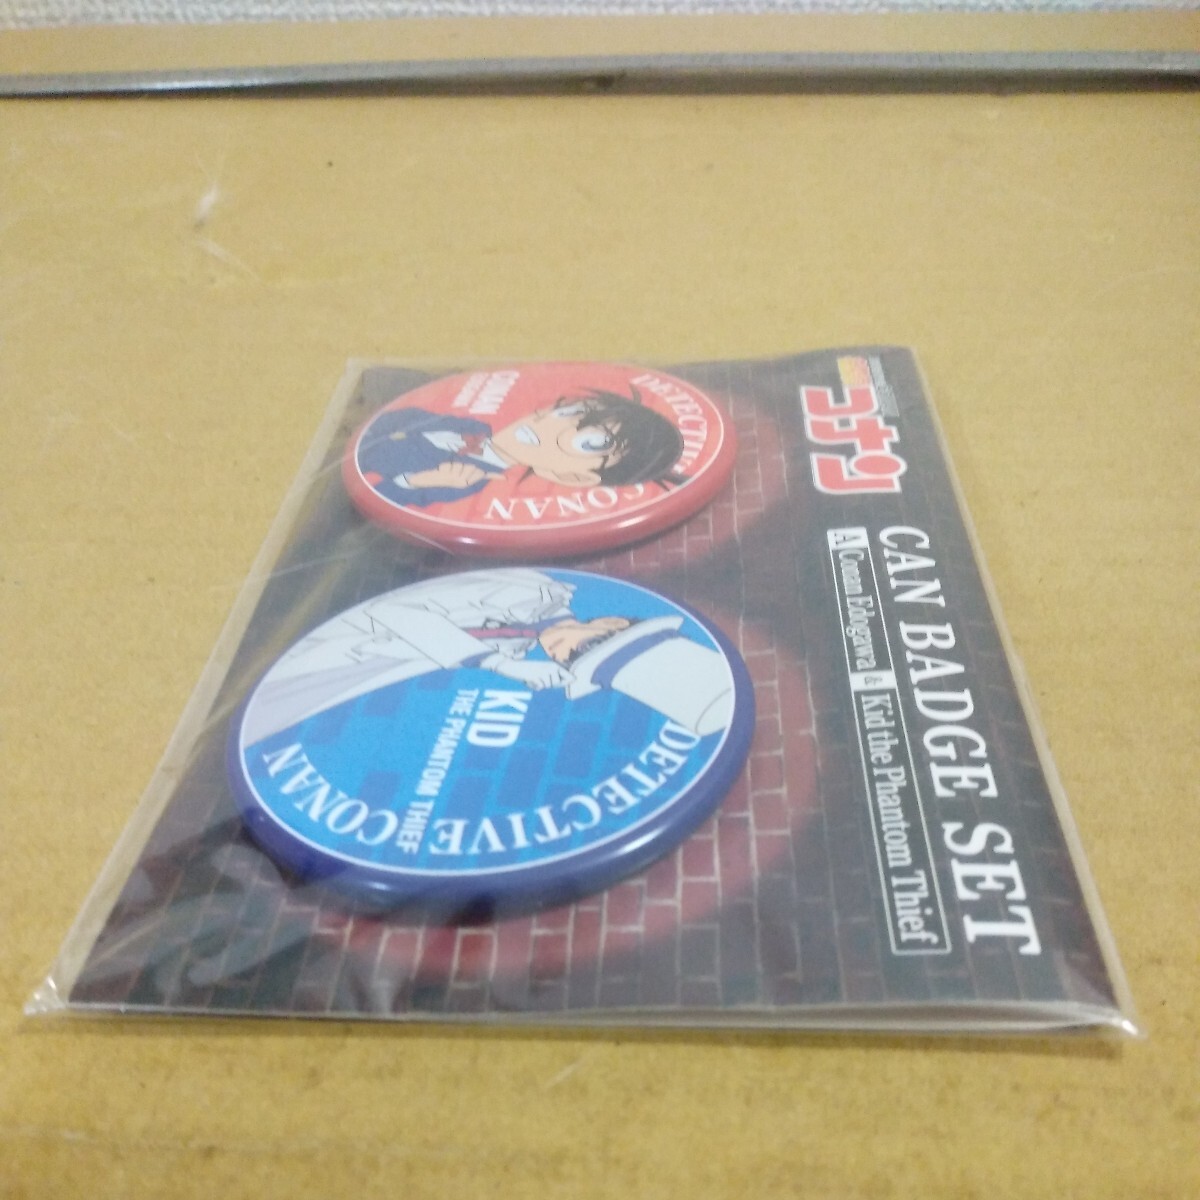 コナン
CAN BADGE SET
A Conan Edogawa & Kid the Phantom Thief
DETECTIVE CONAN
CONAN
DETECTIVE CONAN
KID
THE PHANTOM THIEF